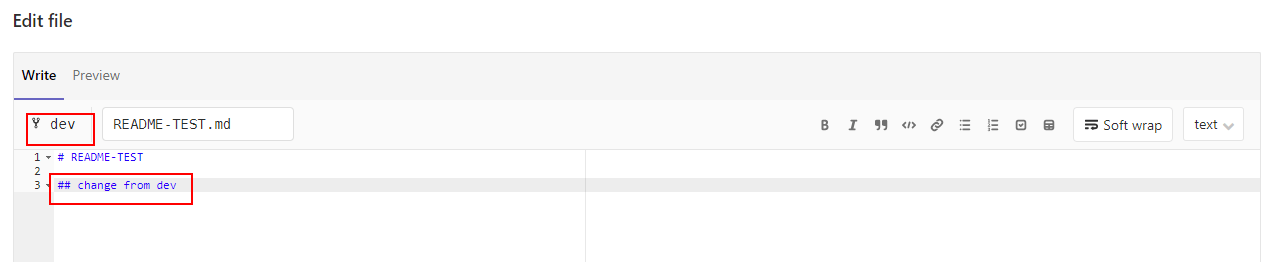 Edit file
Write Preview
dev README-TEST.md B I Soft wrap text
1 # README-TEST
2
3 ## change from dev